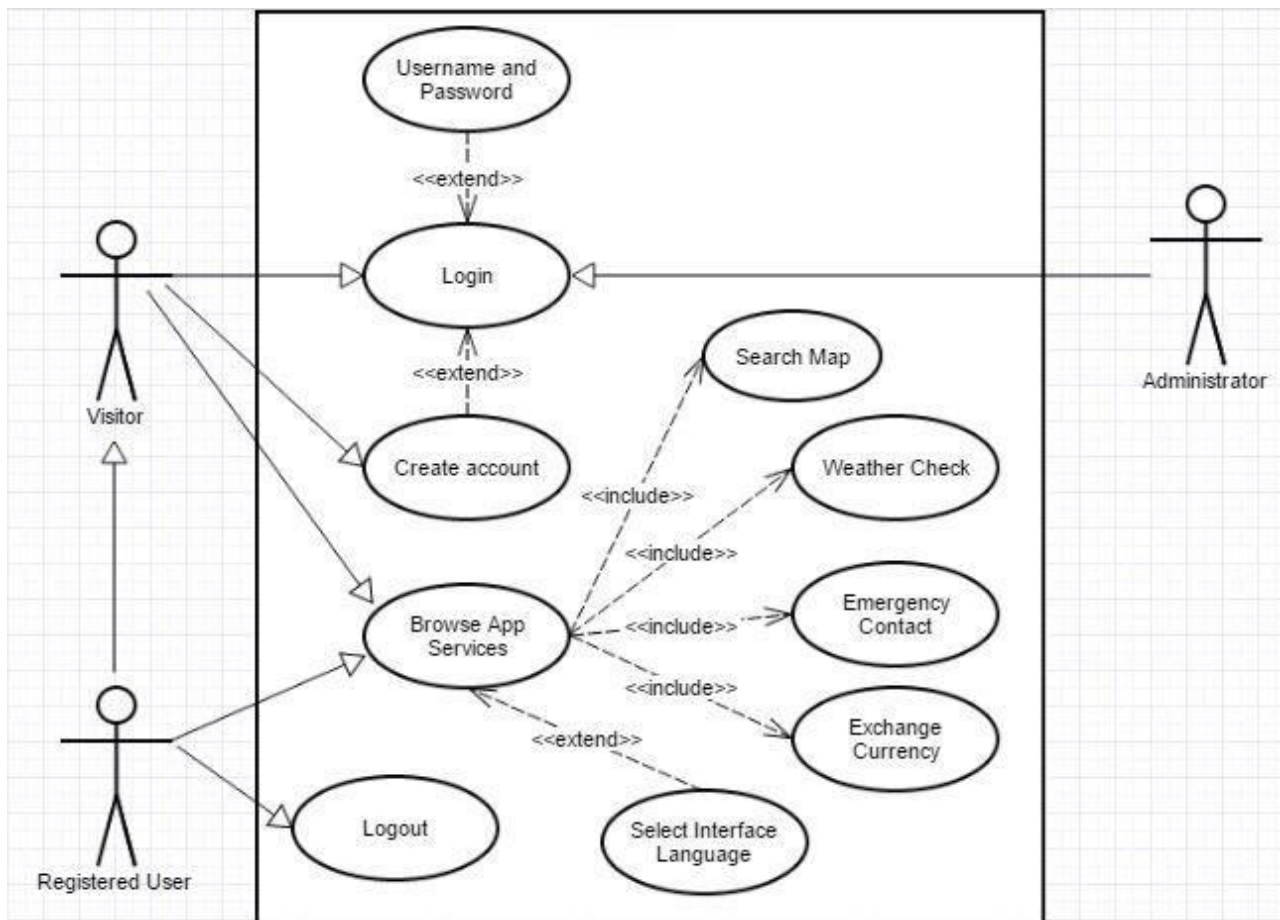 Username and
Password
<<extend>>
Login
Visitor
Administrator
<<extend>>
Search Map
Create account
Weather Check
<<include>>
<<include>>
Browse App
Services
<<include>>
Emergency
Contact
<<include>>
Exchange
Currency
<<extend>>
Logout
Select Interface
Language
Registered User